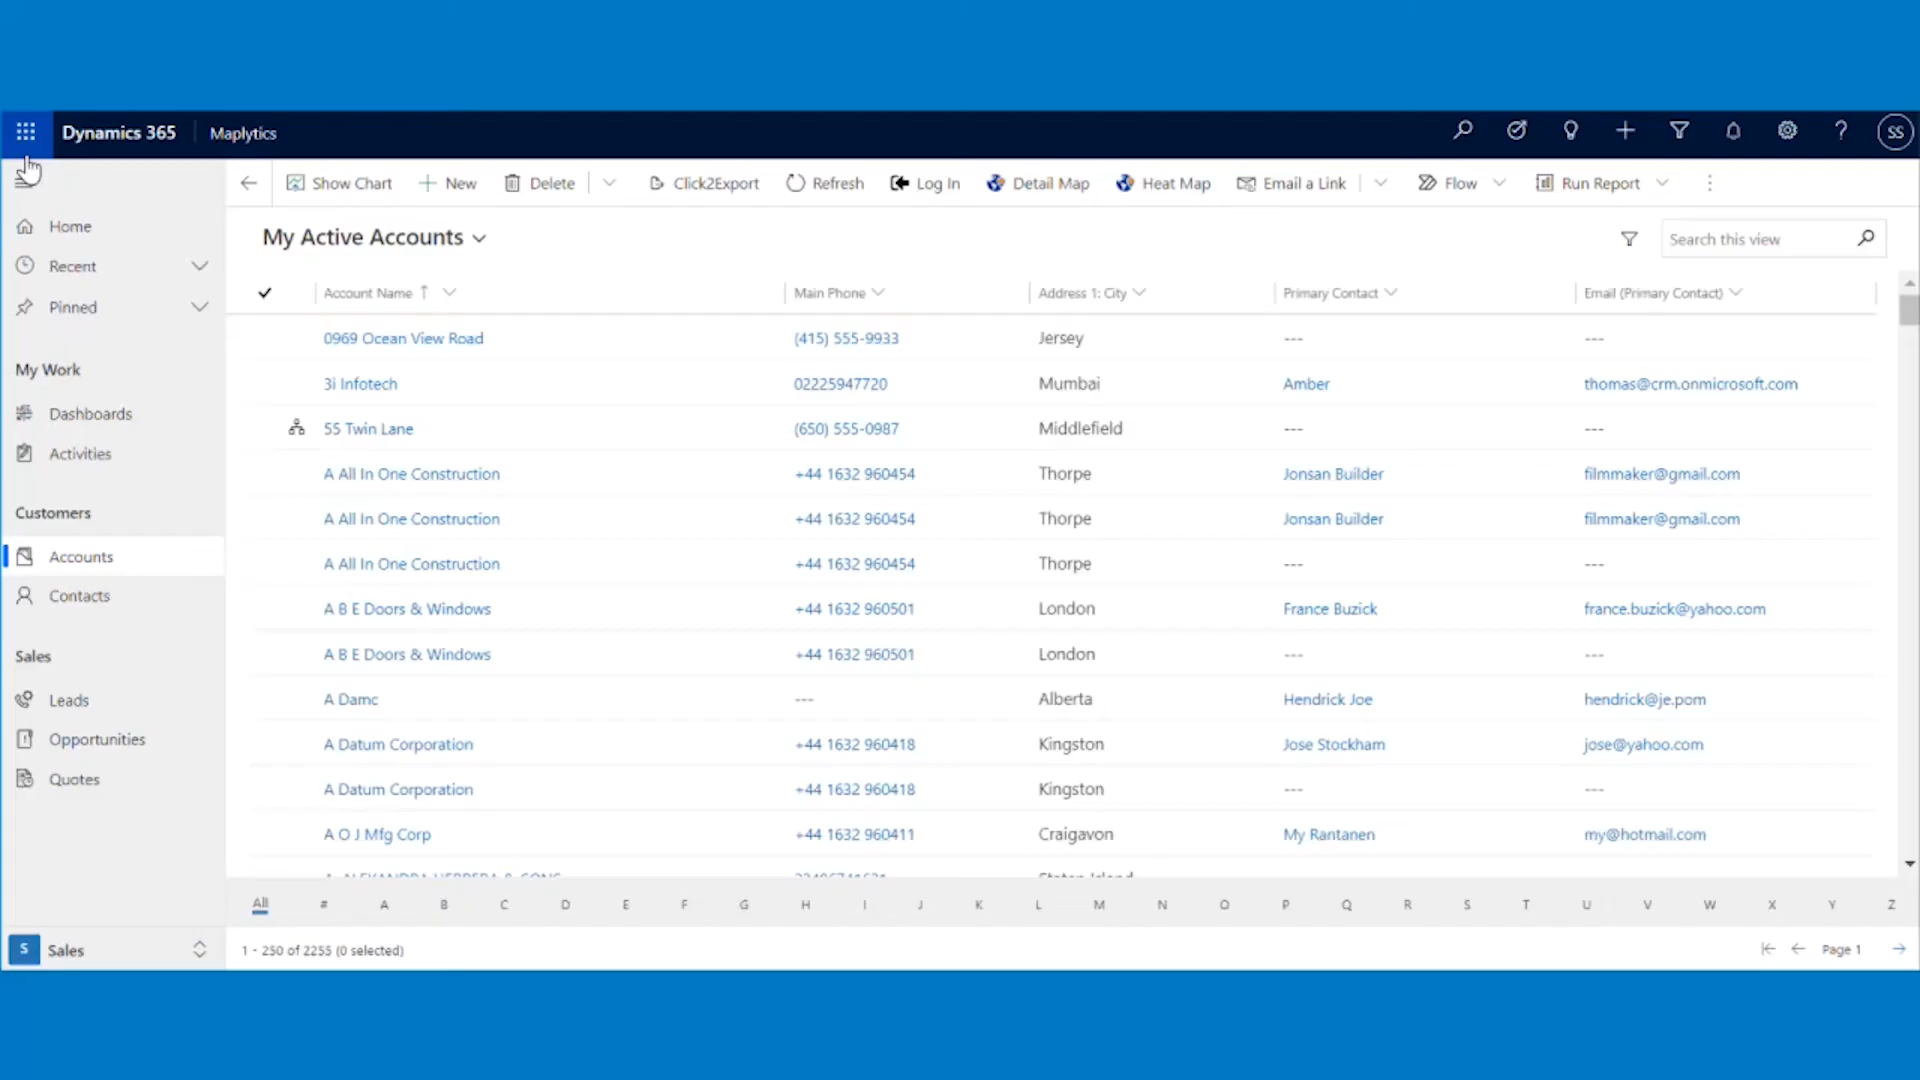 Dynamics 365 Maplytics SS
Show Chart New Delete Click2Export Refresh Log In Detail Map Heat Map Email a Link Flow Run Report
Home
Recent
Pinned
My Work
Dashboards
Activities
Customers
Accounts
Contacts
Sales
Leads
Opportunities
Quotes
S Sales
My Active Accounts Search this view
Account Name Main Phone Address 1: City Primary Contact Email (Primary Contact)
0969 Ocean View Road (415) 555-9933 Jersey --- ---
3i Infotech 02225947720 Mumbai Amber thomas@crm.onmicrosoft.com
55 Twin Lane (650) 555-0987 Middlefield --- ---
A All In One Construction +44 1632 960454 Thorpe Jonsan Builder filmmaker@gmail.com
A All In One Construction +44 1632 960454 Thorpe Jonsan Builder filmmaker@gmail.com
A All In One Construction +44 1632 960454 Thorpe --- ---
A B E Doors & Windows +44 1632 960501 London France Buzick france.buzick@yahoo.com
A B E Doors & Windows +44 1632 960501 London --- ---
A Damc --- Alberta Hendrick Joe hendrick@je.pom
A Datum Corporation +44 1632 960418 Kingston Jose Stockham jose@yahoo.com
A Datum Corporation +44 1632 960418 Kingston --- ---
A O J Mfg Corp +44 1632 960411 Craigavon My Rantanen my@hotmail.com
All # A B C D E F G H I J K L M N O P Q R S T U V W X Y Z
1 - 250 of 2255 (0 selected) Page 1